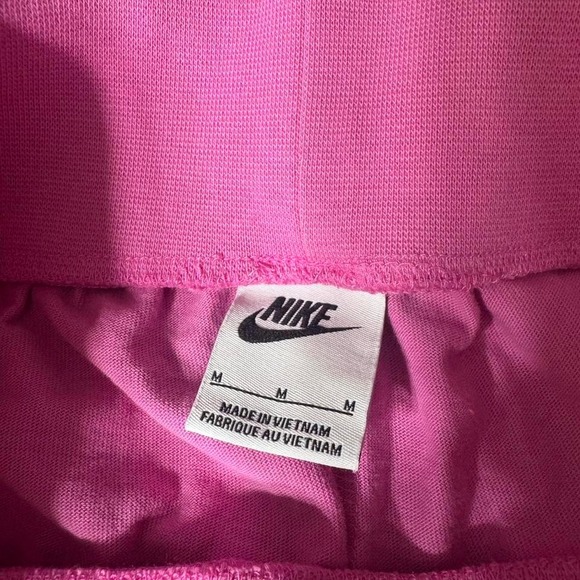 NIKE
M M M
MADE IN VIETNAM
FABRIQUE AU VIETNAM